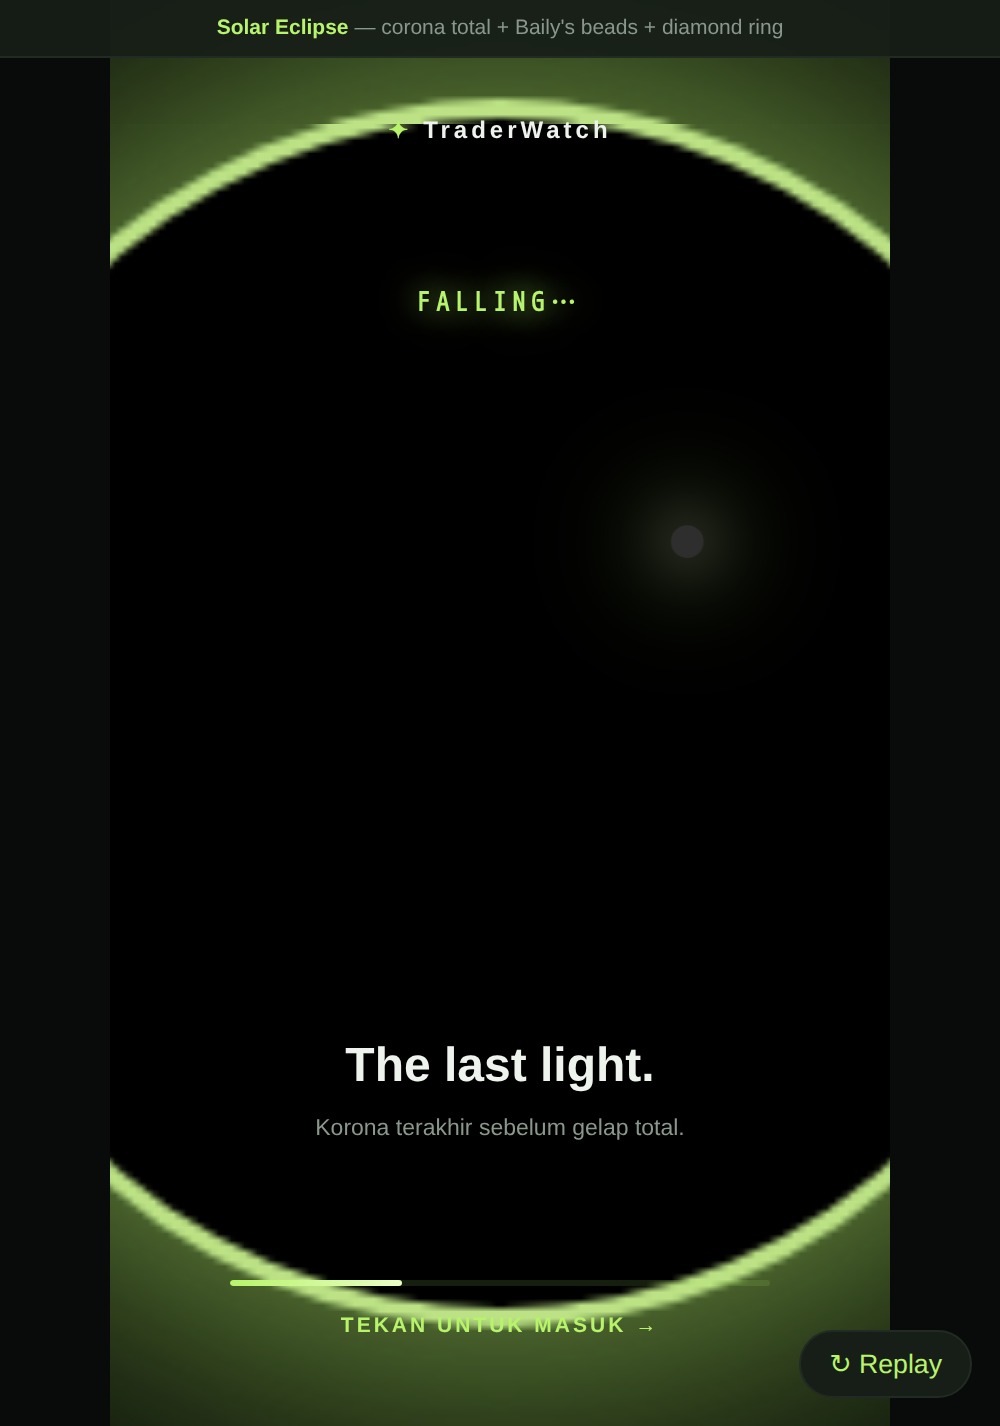 Solar Eclipse — corona total + Baily's beads + diamond ring
✦ TraderWatch
FALLING···
The last light.
Korona terakhir sebelum gelap total.
TEKAN UNTUK MASUK →
↻ Replay